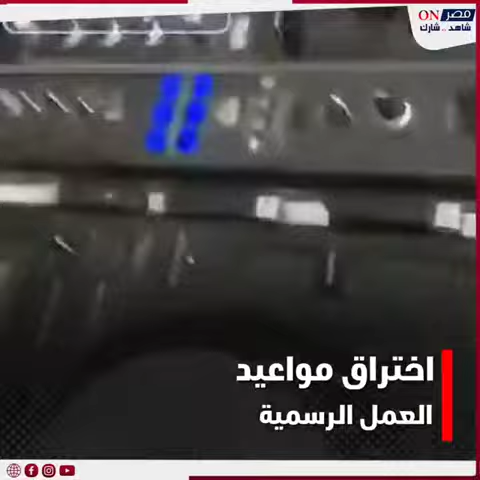 مصر ON
شاهد .. شارك
اختراق مواعيد
العمل الرسمية